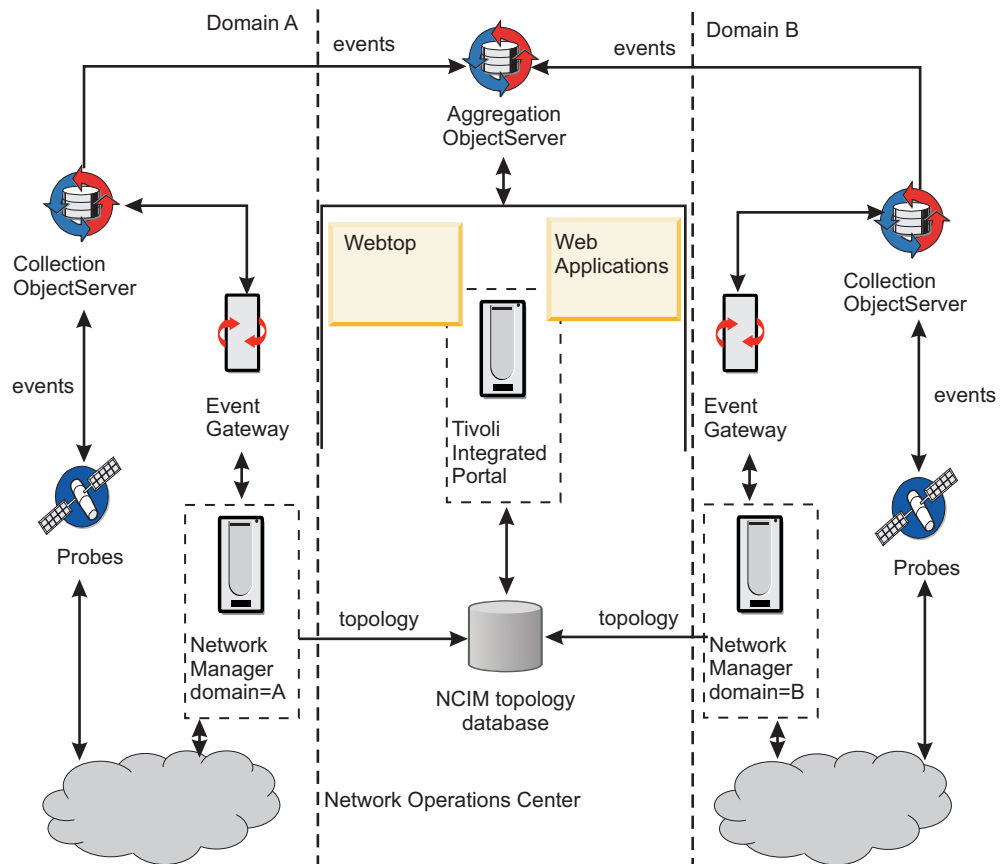 Domain A
events
events
Domain B
Aggregation
ObjectServer
Webtop
Web
Applications
Collection
ObjectServer
Collection
ObjectServer
events
events
Event
Gateway
Tivoli
Integrated
Portal
Event
Gateway
Probes
Probes
topology
topology
Network
Manager
domain=A
NCIM topology
database
Network
Manager
domain=B
Network Operations Center